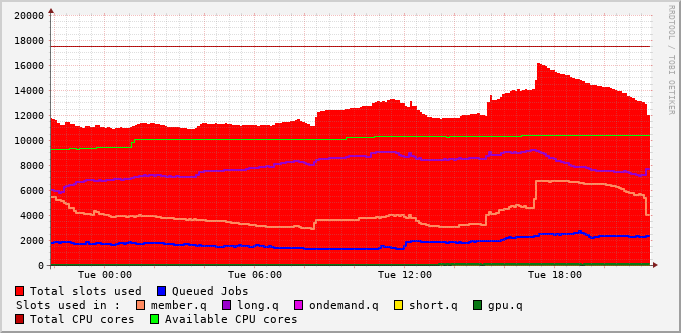 20000
18000
16000
14000
12000
10000
8000
6000
4000
2000
0
Tue 00:00 Tue 06:00 Tue 12:00 Tue 18:00
Total slots used Queued Jobs
Slots used in : member.q long.q ondemand.q short.q gpu.q
Total CPU cores Available CPU cores
RRDTOOL / TOBI OETIKER